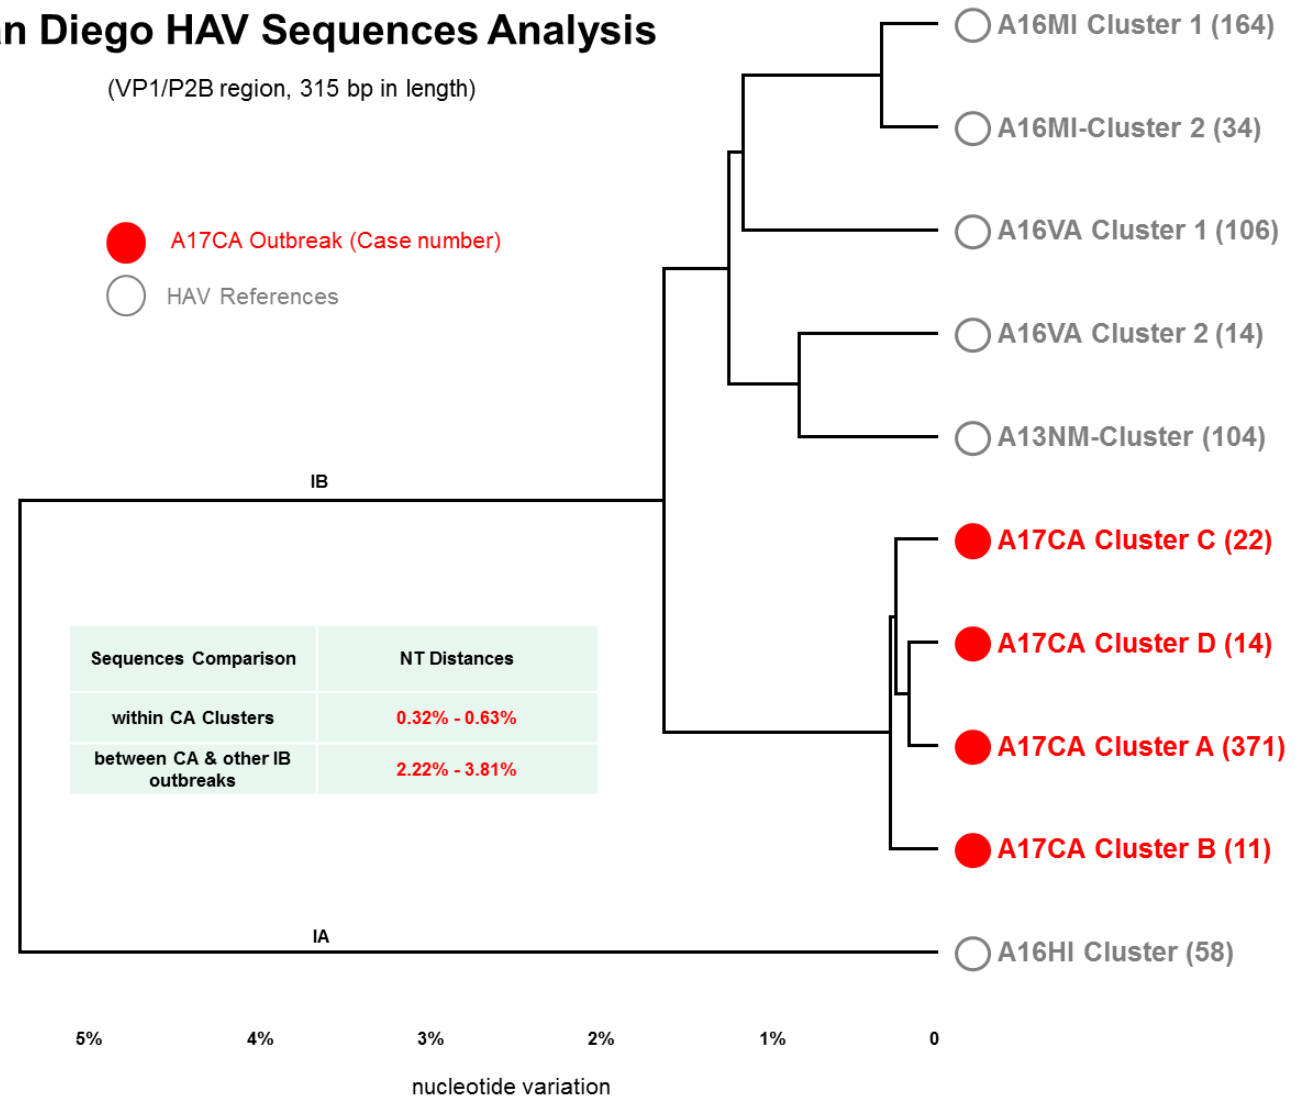 n Diego HAV Sequences Analysis
(VP1/P2B region, 315 bp in length)
A17CA Outbreak (Case number)
HAV References
A16MI Cluster 1 (164)
A16MI-Cluster 2 (34)
A16VA Cluster 1 (106)
A16VA Cluster 2 (14)
A13NM-Cluster (104)
IB
A17CA Cluster C (22)
A17CA Cluster D (14)
A17CA Cluster A (371)
A17CA Cluster B (11)
Sequences Comparison NT Distances
within CA Clusters 0.32% - 0.63%
between CA & other IB
outbreaks 2.22% - 3.81%
IA
A16HI Cluster (58)
5% 4% 3% 2% 1% 0
nucleotide variation